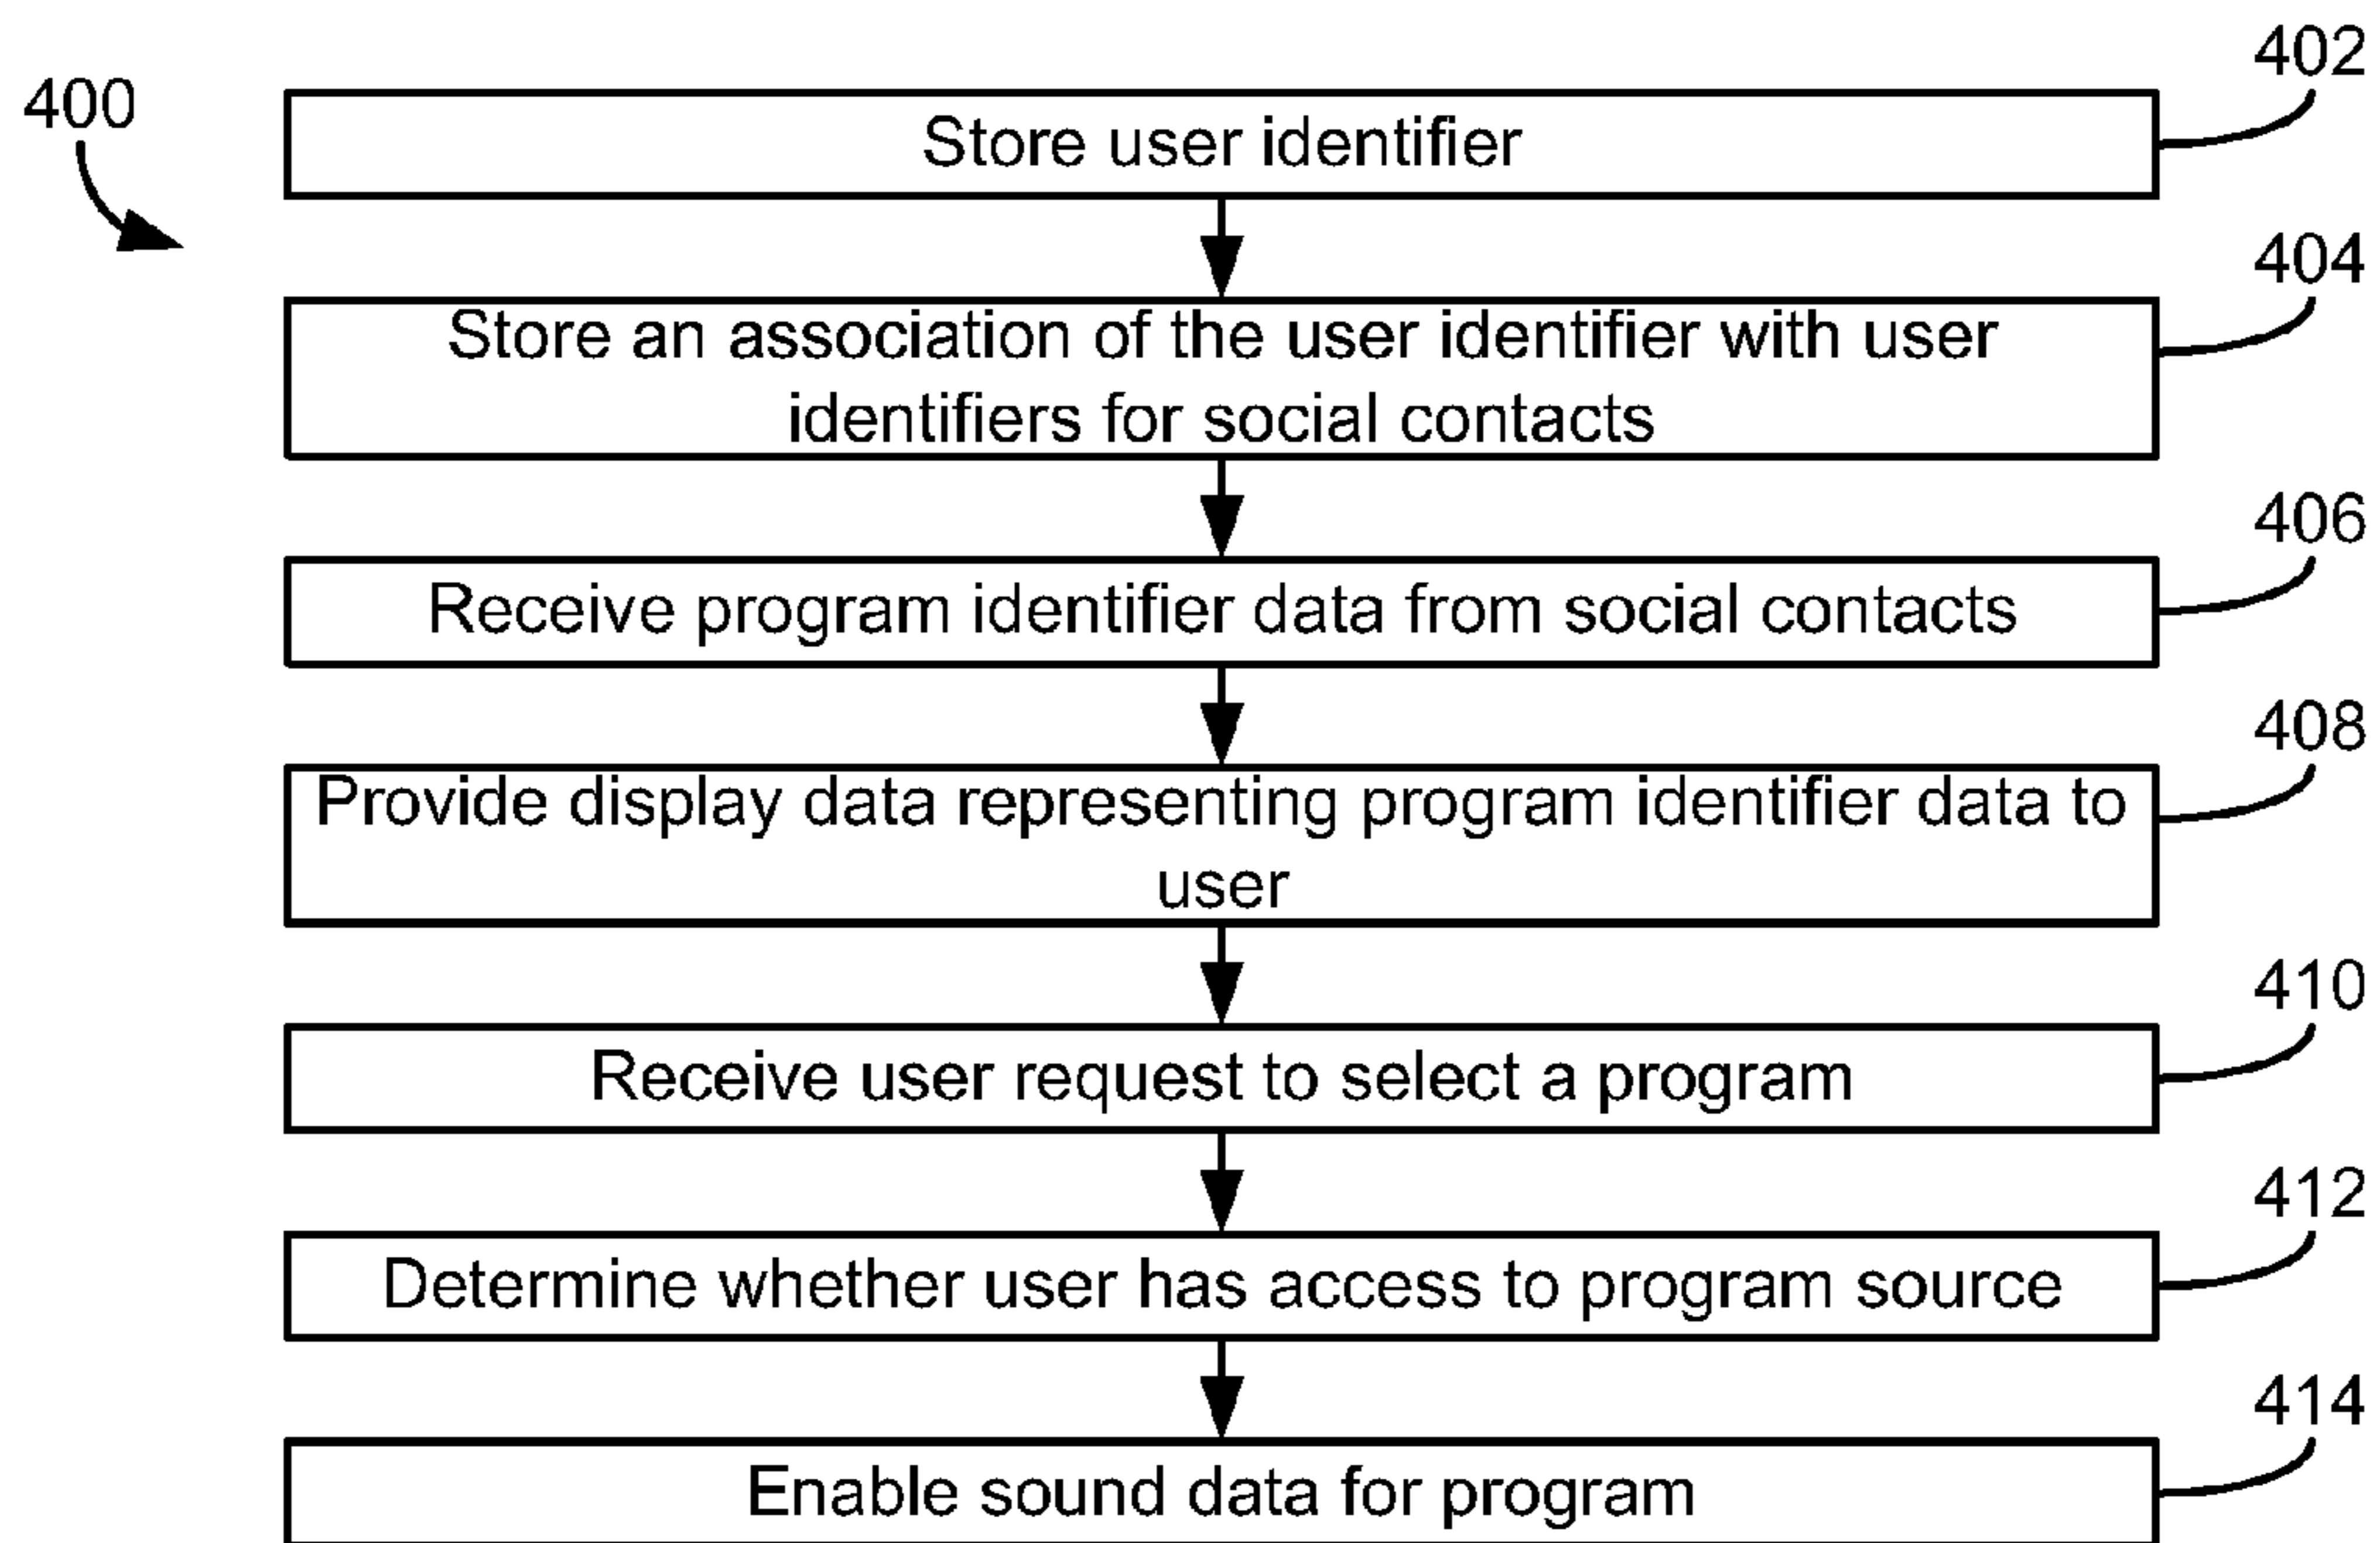 400
402
Store user identifier
404
Store an association of the user identifier with user
identifiers for social contacts
406
Receive program identifier data from social contacts
408
Provide display data representing program identifier data to
user
410
Receive user request to select a program
412
Determine whether user has access to program source
414
Enable sound data for program